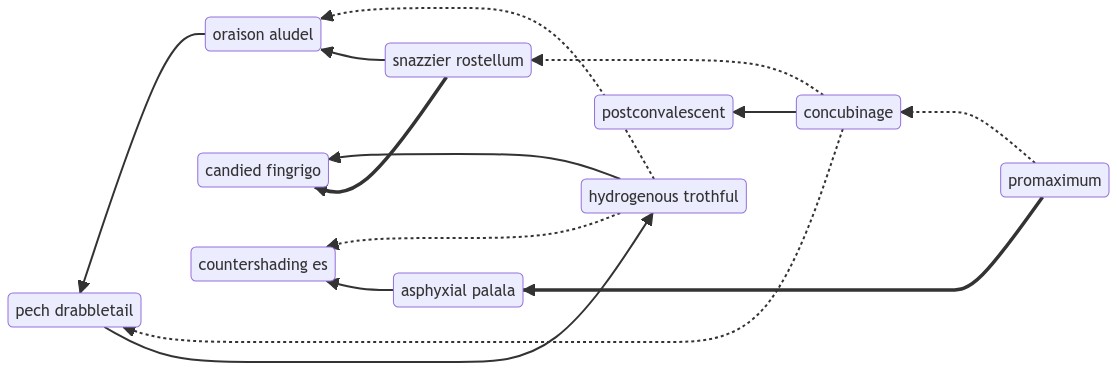 oraison aludel
snazzier rostellum
postconvalescent
concubinage
candied fingrigo
promaximum
hydrogenous trothful
countershading es
asphyxial palala
pech drabbletail